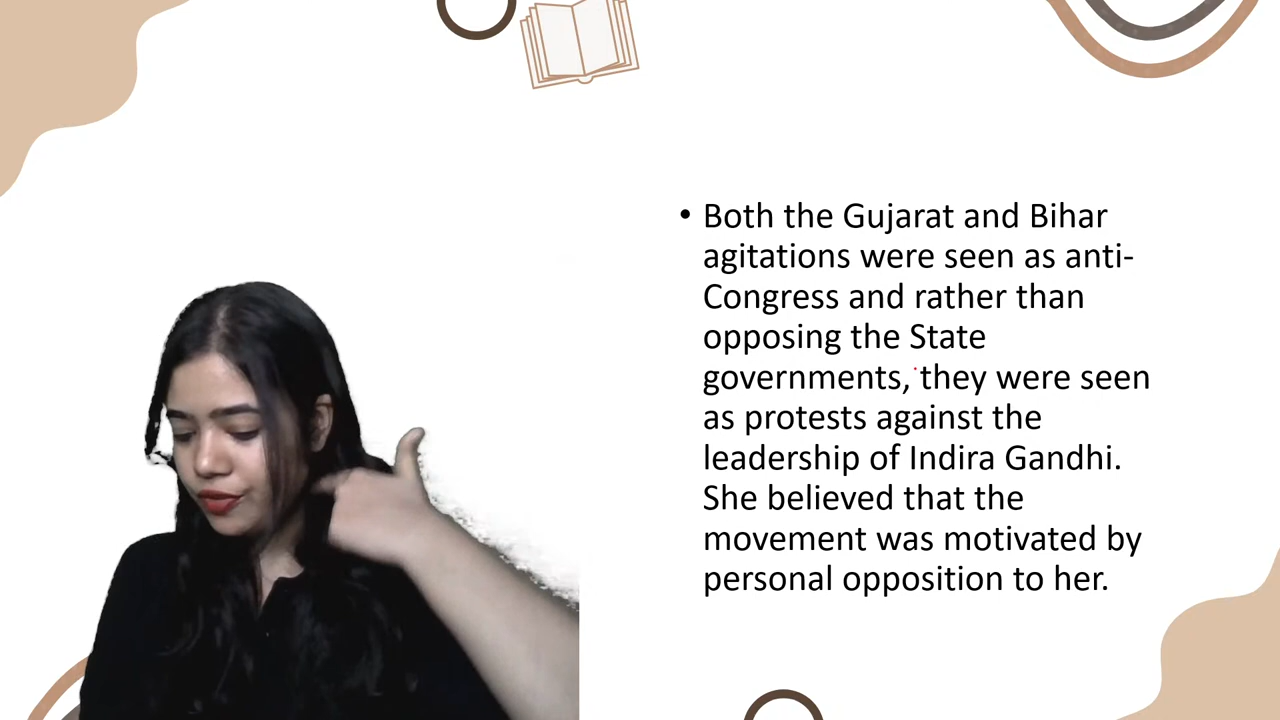 • Both the Gujarat and Bihar
agitations were seen as anti-
Congress and rather than
opposing the State
governments, they were seen
as protests against the
leadership of Indira Gandhi.
She believed that the
movement was motivated by
personal opposition to her.